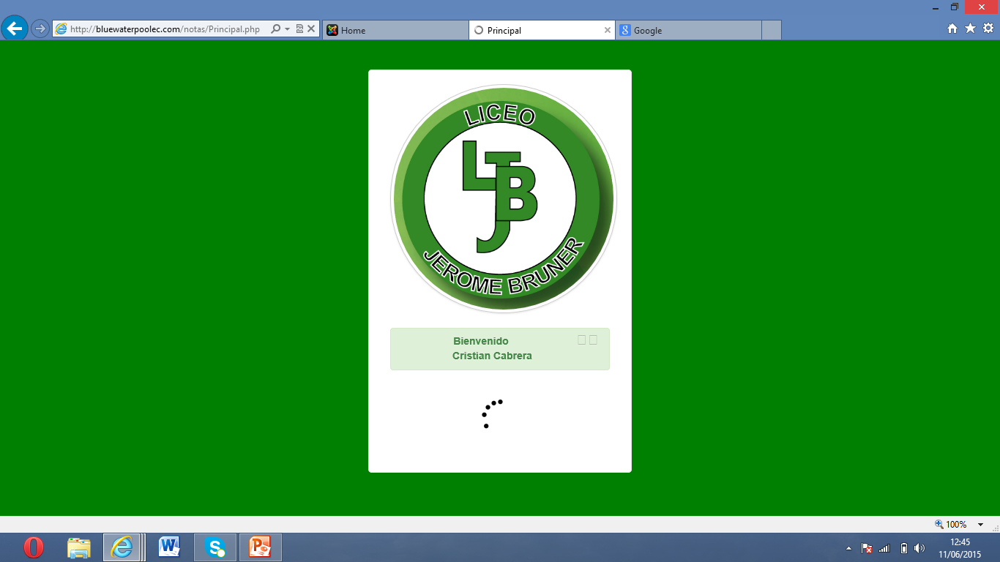 http://bluewaterpoolec.com/notas/Principal.php
Home
Principal
Google
LICEO
LJB
JEROME BRUNER
Bienvenido
Cristian Cabrera
100%
12:45
11/06/2015